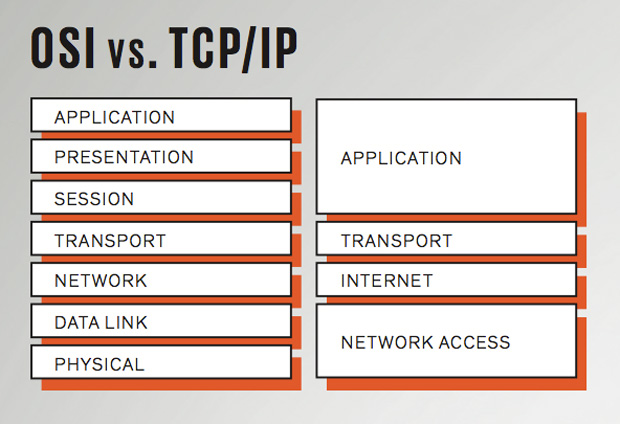 OSI vs. TCP/IP
APPLICATION
PRESENTATION
SESSION
TRANSPORT
NETWORK
DATA LINK
PHYSICAL
APPLICATION
TRANSPORT
INTERNET
NETWORK ACCESS